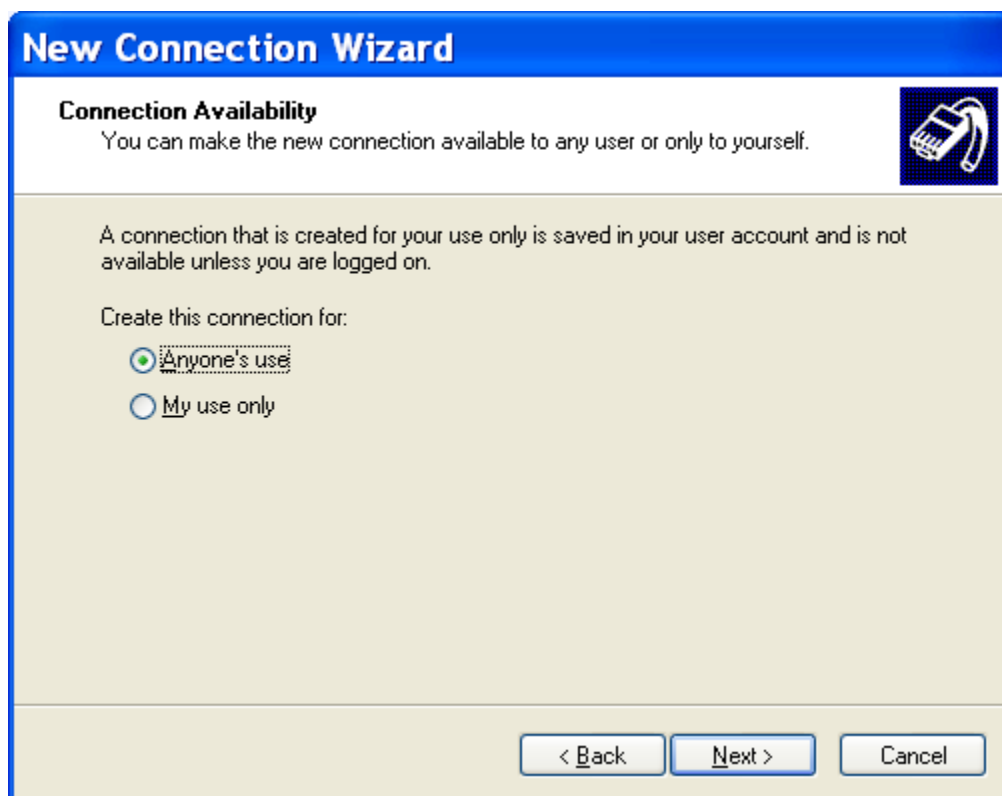 New Connection Wizard
Connection Availability
You can make the new connection available to any user or only to yourself.
A connection that is created for your use only is saved in your user account and is not
available unless you are logged on.
Create this connection for:
Anyone's use
My use only
< Back
Next >
Cancel